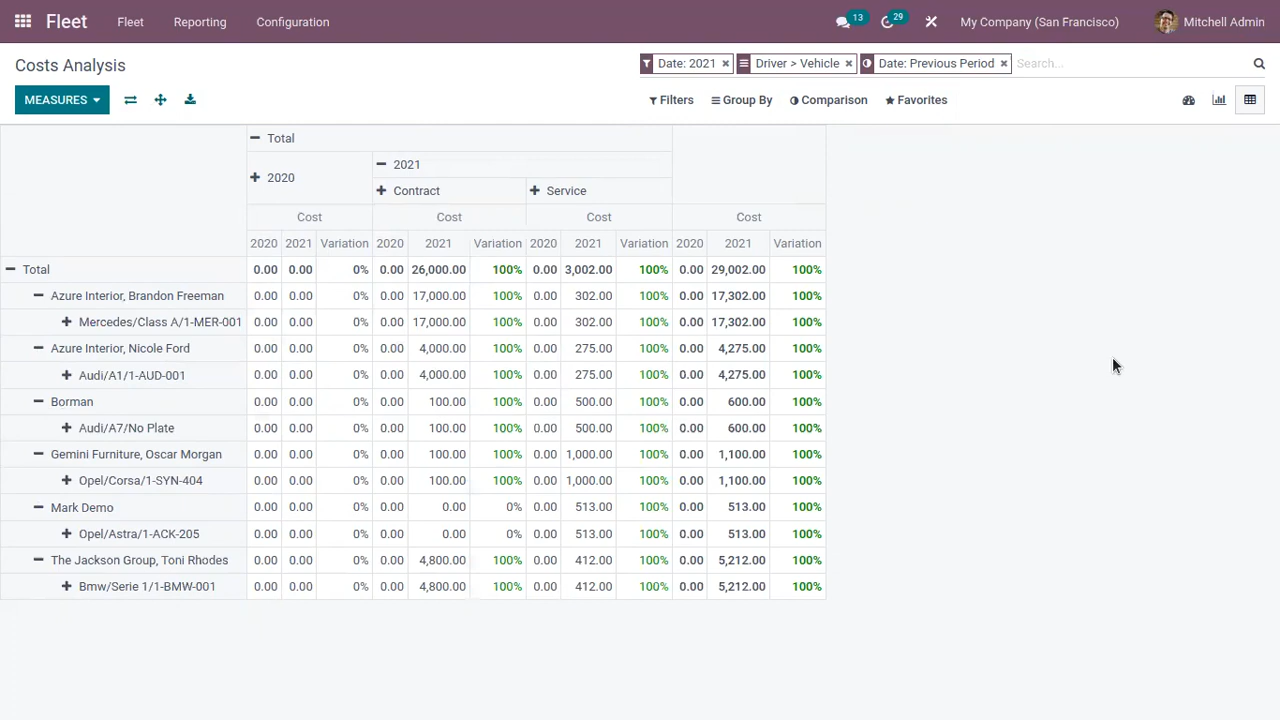 Fleet Fleet Reporting Configuration 13 29 My Company (San Francisco) Mitchell Admin
Costs Analysis Date: 2021 × Driver > Vehicle × Date: Previous Period × Search...
MEASURES Filters Group By Comparison Favorites
Total
2020 2021
Contract Service
Cost Cost Cost Cost
2020 2021 Variation 2020 2021 Variation 2020 2021 Variation 2020 2021 Variation
Total 0.00 0.00 0% 0.00 26,000.00 100% 0.00 3,002.00 100% 0.00 29,002.00 100%
Azure Interior, Brandon Freeman 0.00 0.00 0% 0.00 17,000.00 100% 0.00 302.00 100% 0.00 17,302.00 100%
Mercedes/Class A/1-MER-001 0.00 0.00 0% 0.00 17,000.00 100% 0.00 302.00 100% 0.00 17,302.00 100%
Azure Interior, Nicole Ford 0.00 0.00 0% 0.00 4,000.00 100% 0.00 275.00 100% 0.00 4,275.00 100%
Audi/A1/1-AUD-001 0.00 0.00 0% 0.00 4,000.00 100% 0.00 275.00 100% 0.00 4,275.00 100%
Borman 0.00 0.00 0% 0.00 100.00 100% 0.00 500.00 100% 0.00 600.00 100%
Audi/A7/No Plate 0.00 0.00 0% 0.00 100.00 100% 0.00 500.00 100% 0.00 600.00 100%
Gemini Furniture, Oscar Morgan 0.00 0.00 0% 0.00 100.00 100% 0.00 1,000.00 100% 0.00 1,100.00 100%
Opel/Corsa/1-SYN-404 0.00 0.00 0% 0.00 100.00 100% 0.00 1,000.00 100% 0.00 1,100.00 100%
Mark Demo 0.00 0.00 0% 0.00 0.00 0% 0.00 513.00 100% 0.00 513.00 100%
Opel/Astra/1-ACK-205 0.00 0.00 0% 0.00 0.00 0% 0.00 513.00 100% 0.00 513.00 100%
The Jackson Group, Toni Rhodes 0.00 0.00 0% 0.00 4,800.00 100% 0.00 412.00 100% 0.00 5,212.00 100%
Bmw/Serie 1/1-BMW-001 0.00 0.00 0% 0.00 4,800.00 100% 0.00 412.00 100% 0.00 5,212.00 100%